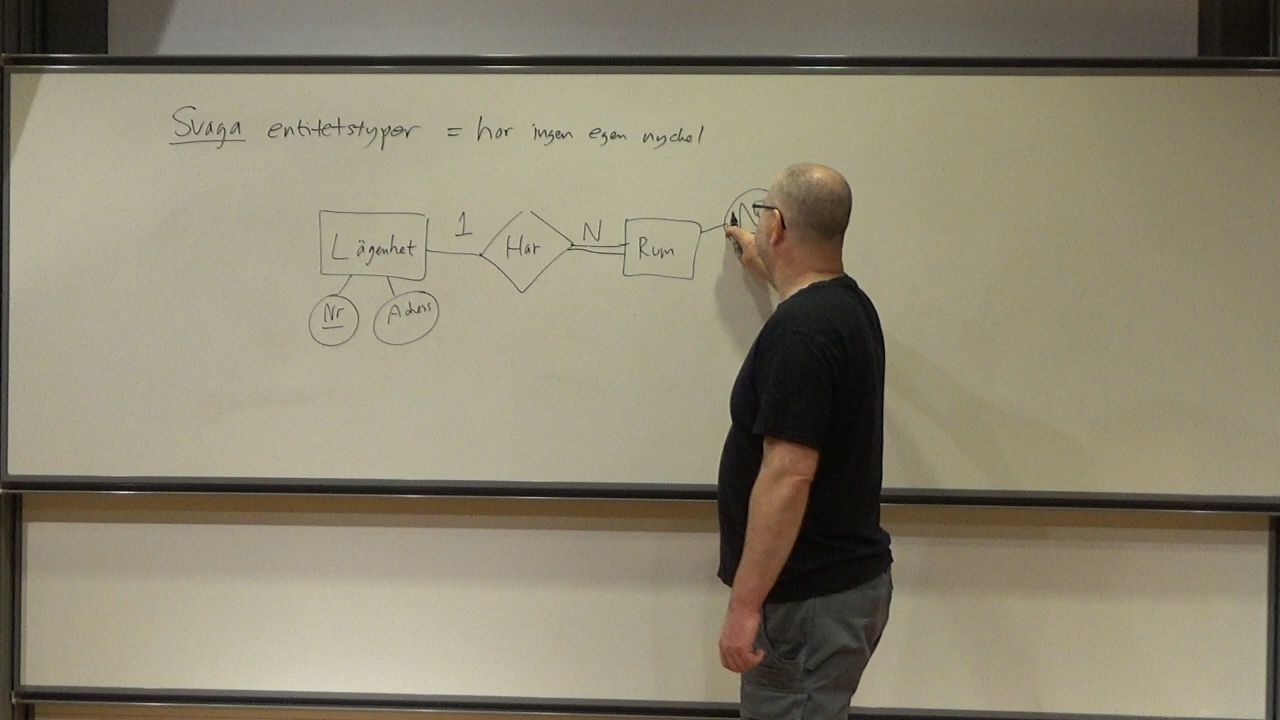 Svaga entitetstyper = har ingen egen nyckel
1
N
Lägenhet
Har
Rum
Nr
Adress